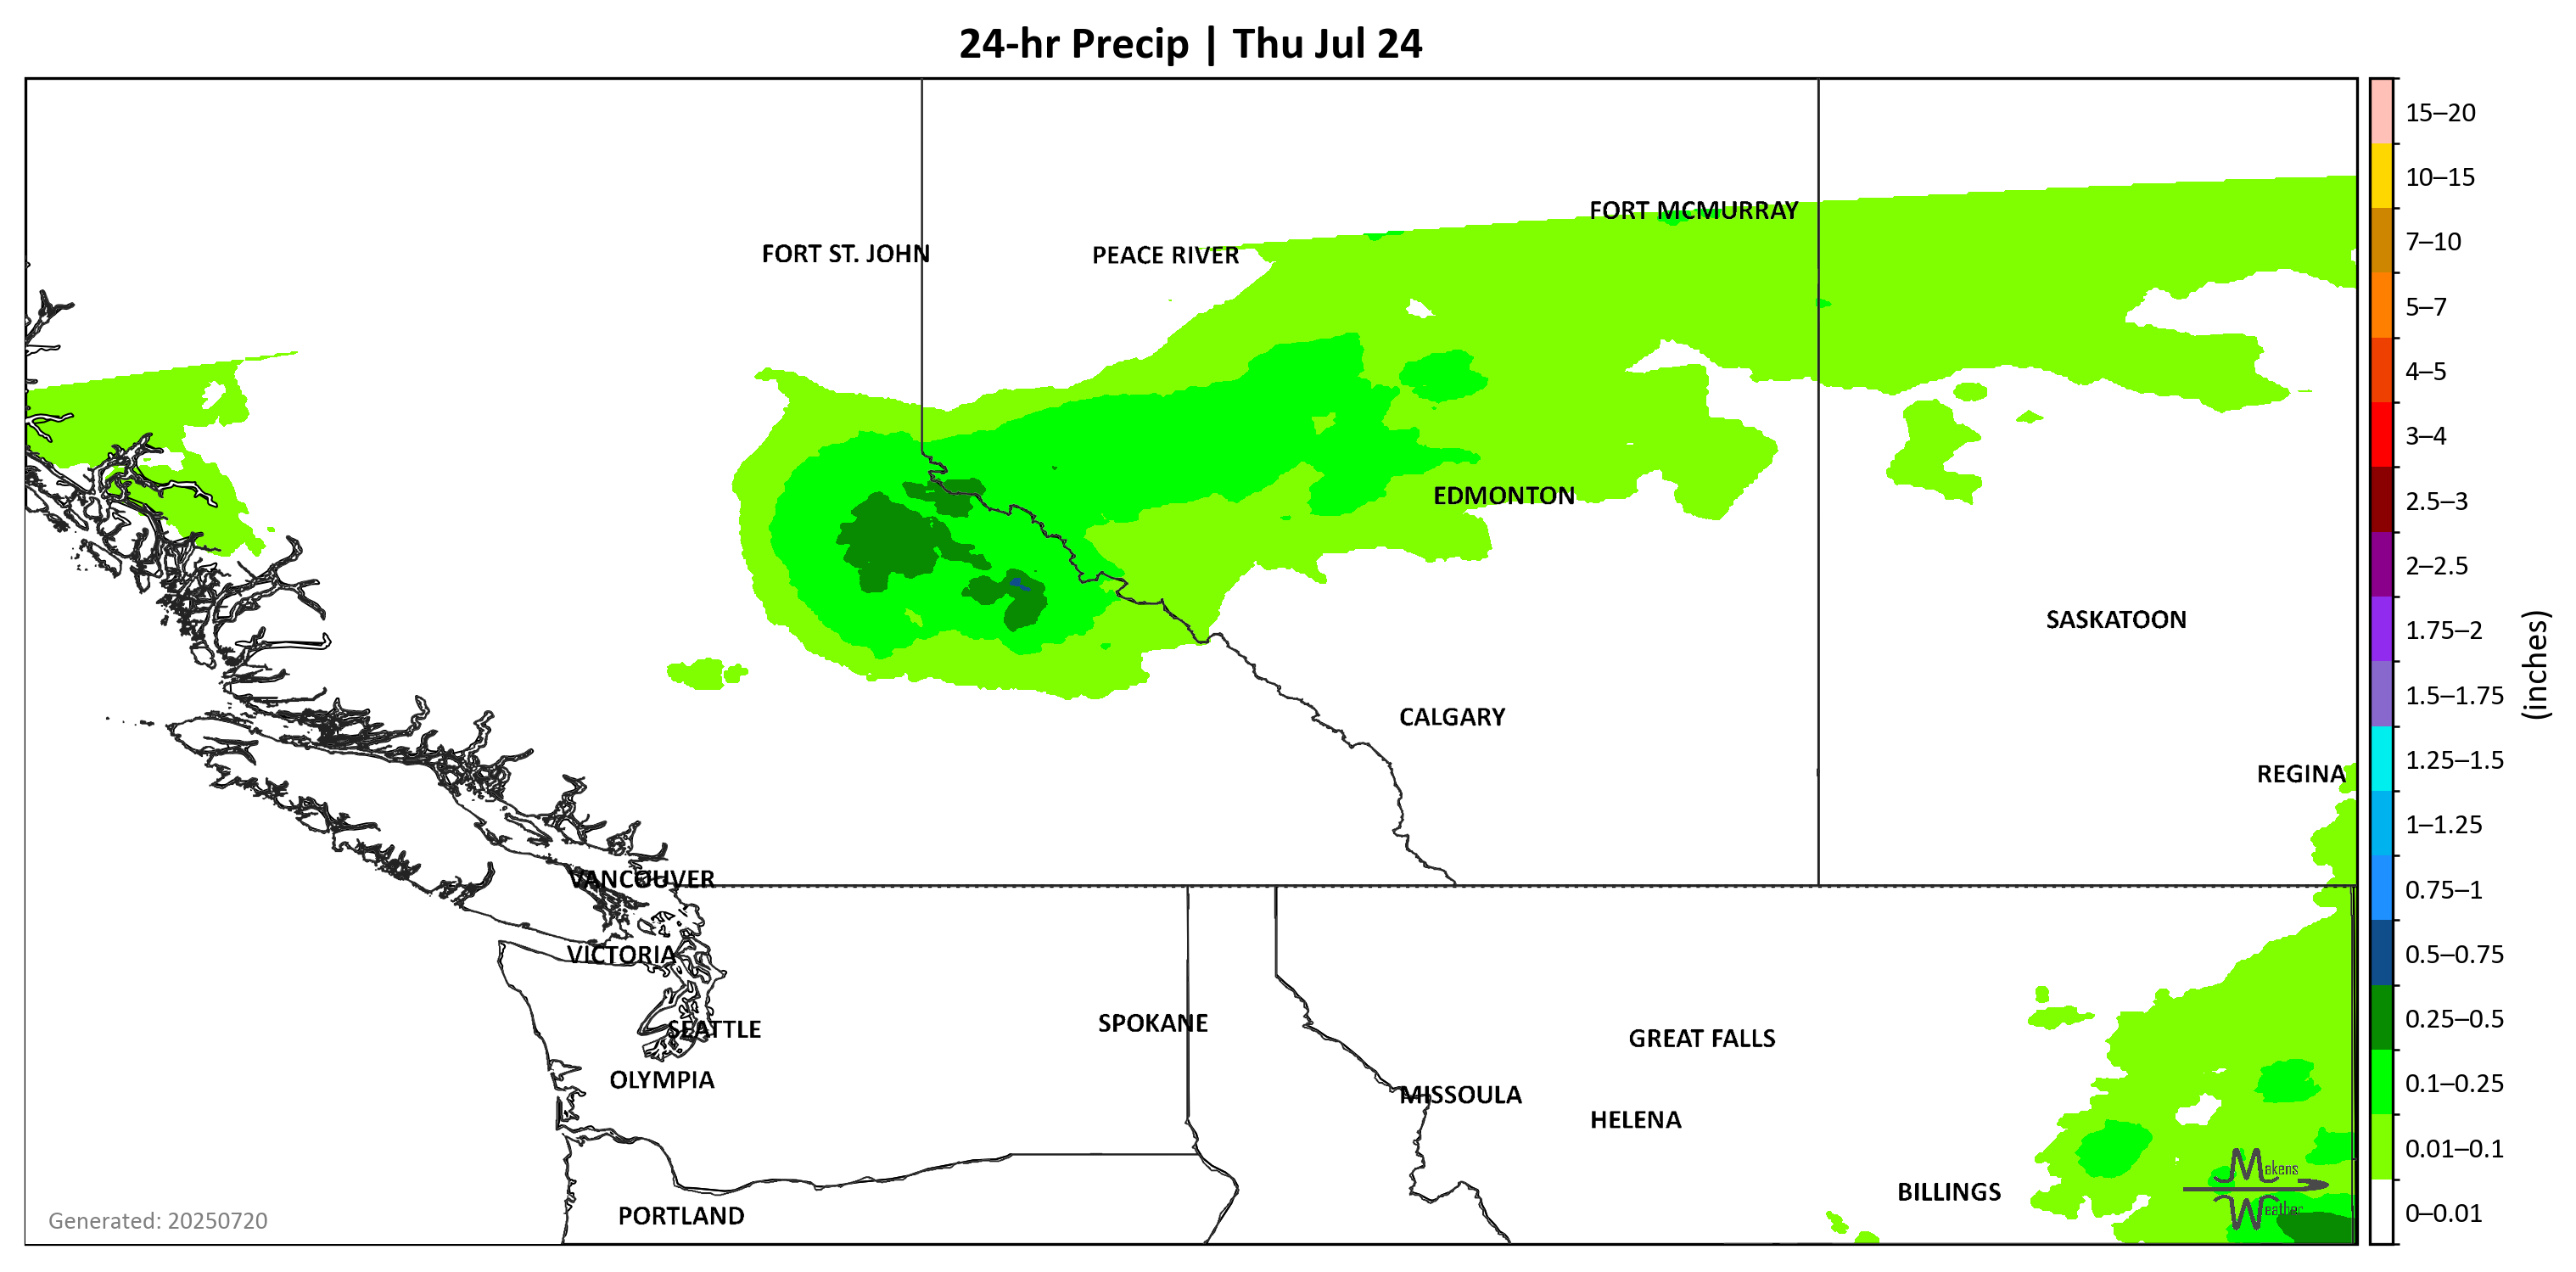 24-hr Precip | Thu Jul 24
15–20
10–15
FORT MCMURRAY
7–10
FORT ST. JOHN
PEACE RIVER
5–7
4–5
3–4
EDMONTON
2.5–3
2–2.5
SASKATOON
1.75–2
(inches)
1.5–1.75
CALGARY
1.25–1.5
REGINA
1–1.25
VANCOUVER
0.75–1
VICTORIA
0.5–0.75
SEATTLE
SPOKANE
0.25–0.5
GREAT FALLS
OLYMPIA
0.1–0.25
MISSOULA
HELENA
0.01–0.1
Makens
BILLINGS
Weather
PORTLAND
0–0.01
Generated: 20250720